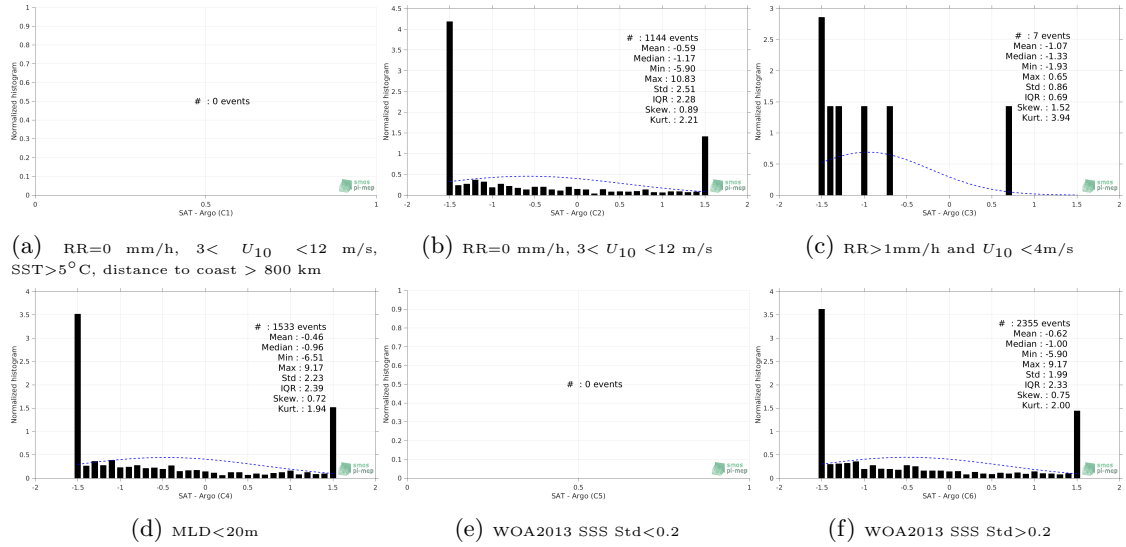 Normalized histogram
1
0.9
0.8
0.7
0.6
0.5
0.4
0.3
0.2
0.1
0
# : 0 events
smos
pi-mep
0 0.5 1
SAT - Argo (C1)
(a) RR=0 mm/h, 3< U10 <12 m/s,
SST>5°C, distance to coast > 800 km
Normalized histogram
4.5
4
3.5
3
2.5
2
1.5
1
0.5
0
# : 1144 events
Mean : -0.59
Median : -1.17
Min : -5.90
Max : 10.83
Std : 2.51
IQR : 2.28
Skew. : 0.89
Kurt. : 2.21
smos
pi-mep
-2 -1.5 -1 -0.5 0 0.5 1 1.5 2
SAT - Argo (C2)
(b) RR=0 mm/h, 3< U10 <12 m/s
Normalized histogram
3
2.5
2
1.5
1
0.5
0
# : 7 events
Mean : -1.07
Median : -1.33
Min : -1.93
Max : 0.65
Std : 0.86
IQR : 0.69
Skew. : 1.52
Kurt. : 3.94
smos
pi-mep
-2 -1.5 -1 -0.5 0 0.5 1 1.5 2
SAT - Argo (C3)
(c) RR>1mm/h and U10 <4m/s
Normalized histogram
4
3.5
3
2.5
2
1.5
1
0.5
0
# : 1533 events
Mean : -0.46
Median : -0.96
Min : -6.51
Max : 9.17
Std : 2.23
IQR : 2.39
Skew. : 0.72
Kurt. : 1.94
smos
pi-mep
-2 -1.5 -1 -0.5 0 0.5 1 1.5 2
SAT - Argo (C4)
(d) MLD<20m
Normalized histogram
1
0.9
0.8
0.7
0.6
0.5
0.4
0.3
0.2
0.1
0
# : 0 events
smos
pi-mep
0 0.5 1
SAT - Argo (C5)
(e) WOA2013 SSS Std<0.2
Normalized histogram
4
3.5
3
2.5
2
1.5
1
0.5
0
# : 2355 events
Mean : -0.62
Median : -1.00
Min : -5.90
Max : 9.17
Std : 1.99
IQR : 2.33
Skew. : 0.75
Kurt. : 2.00
smos
pi-mep
-2 -1.5 -1 -0.5 0 0.5 1 1.5 2
SAT - Argo (C6)
(f) WOA2013 SSS Std>0.2